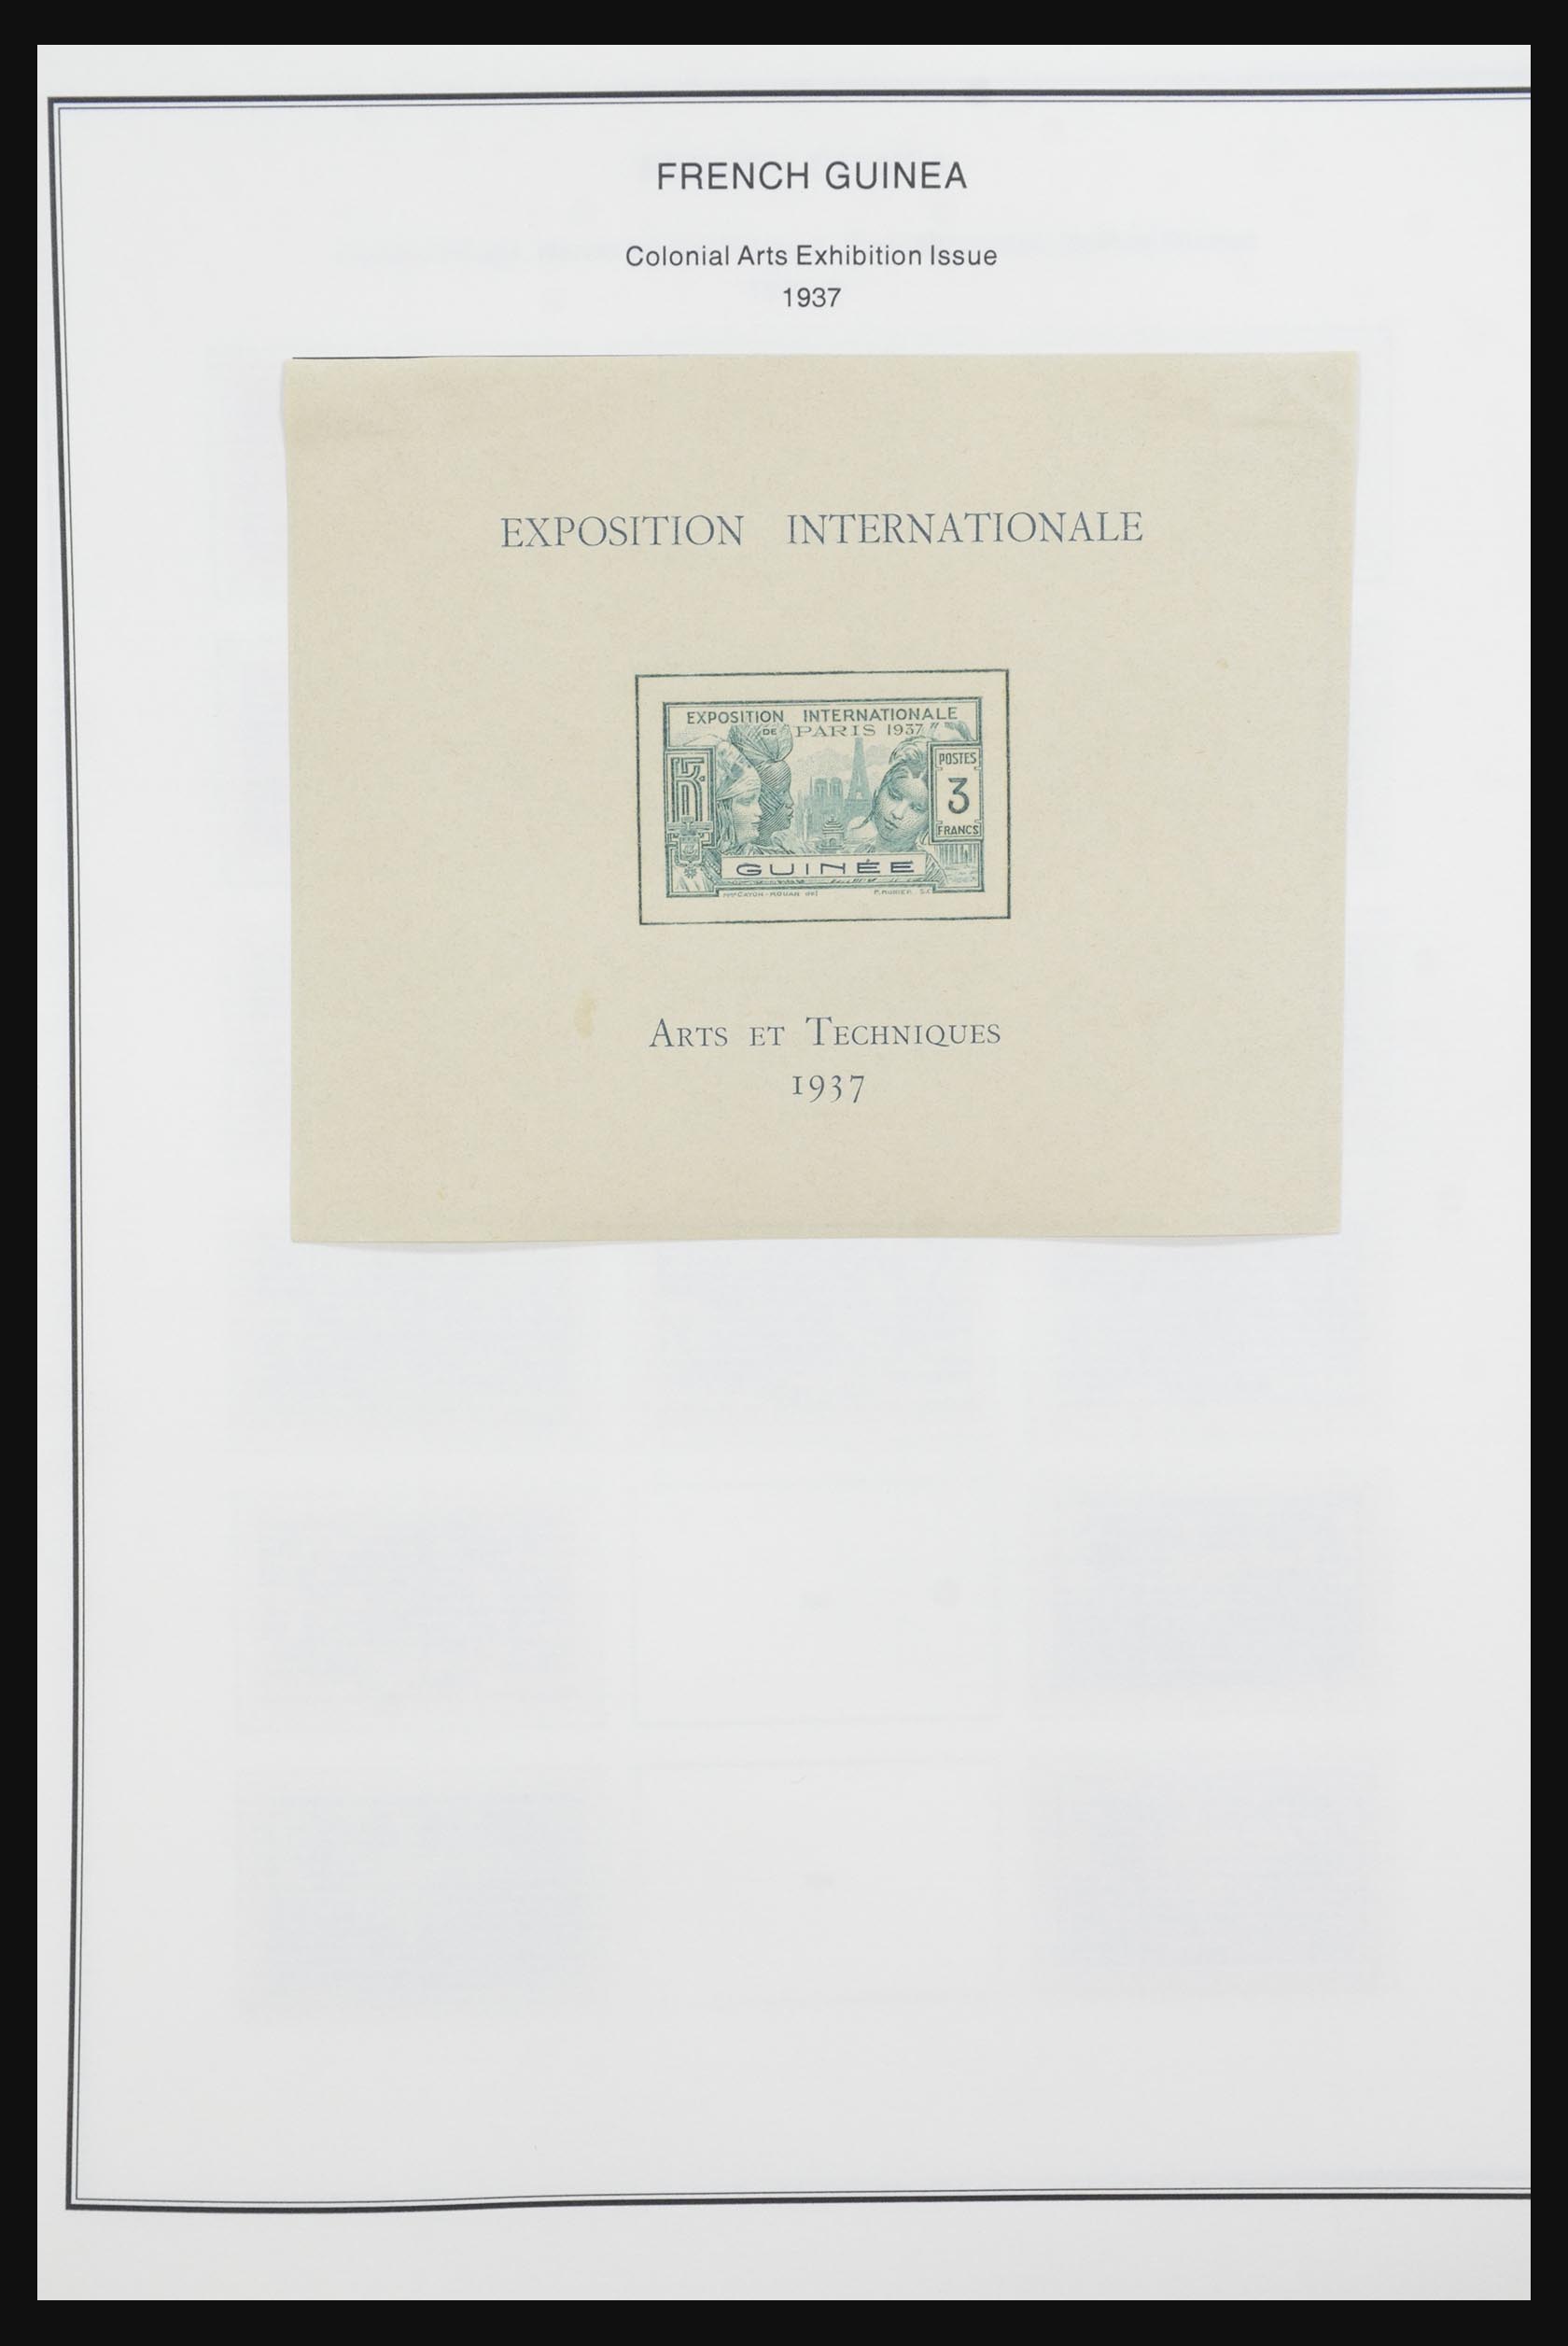 FRENCH GUINEA
Colonial Arts Exhibition Issue
1937
EXPOSITION INTERNATIONALE
EXPOSITION INTERNATIONALE
DE PARIS 1937
RF
POSTES
3
FRANCS
GUINÉE
ARTS ET TECHNIQUES
1937